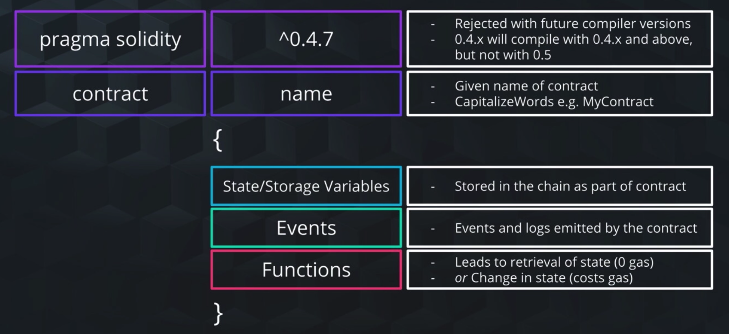 pragma solidity
^0.4.7
- Rejected with future compiler versions
- 0.4.x will compile with 0.4.x and above,
but not with 0.5
contract
name
- Given name of contract
- CapitalizeWords e.g. MyContract
{
State/Storage Variables
- Stored in the chain as part of contract
Events
- Events and logs emitted by the contract
Functions
- Leads to retrieval of state (0 gas)
- or Change in state (costs gas)
}